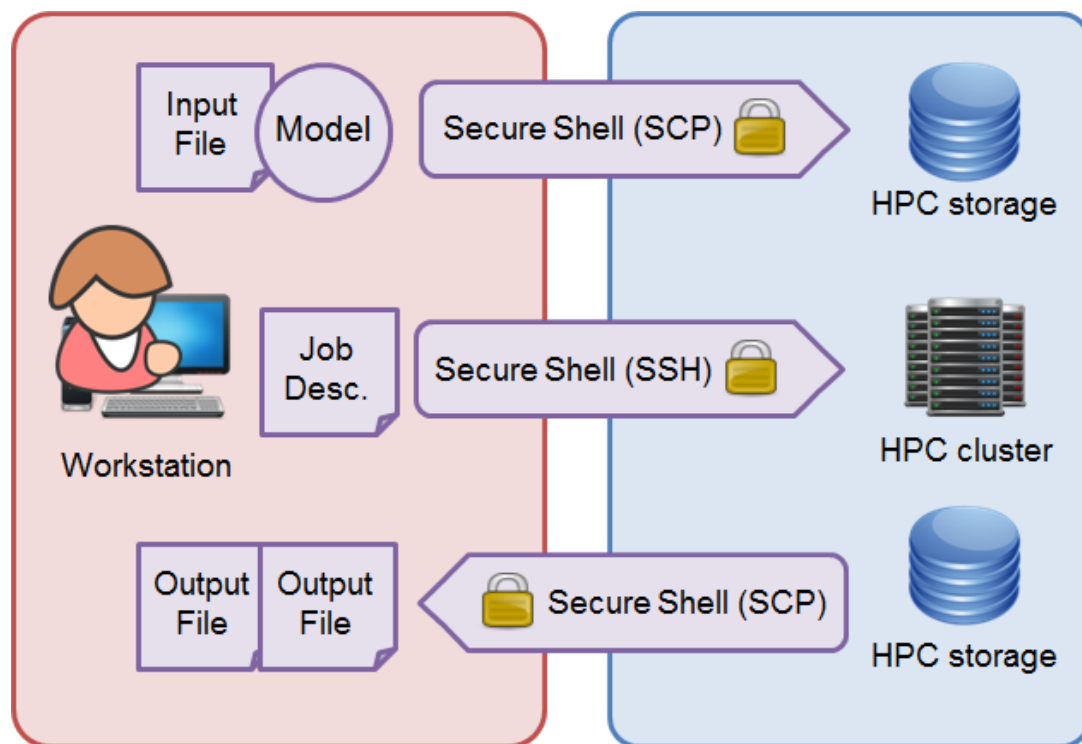 Input
File
Model
Secure Shell (SCP)
HPC storage
Workstation
Job
Desc.
Secure Shell (SSH)
HPC cluster
Output
File
Output
File
Secure Shell (SCP)
HPC storage